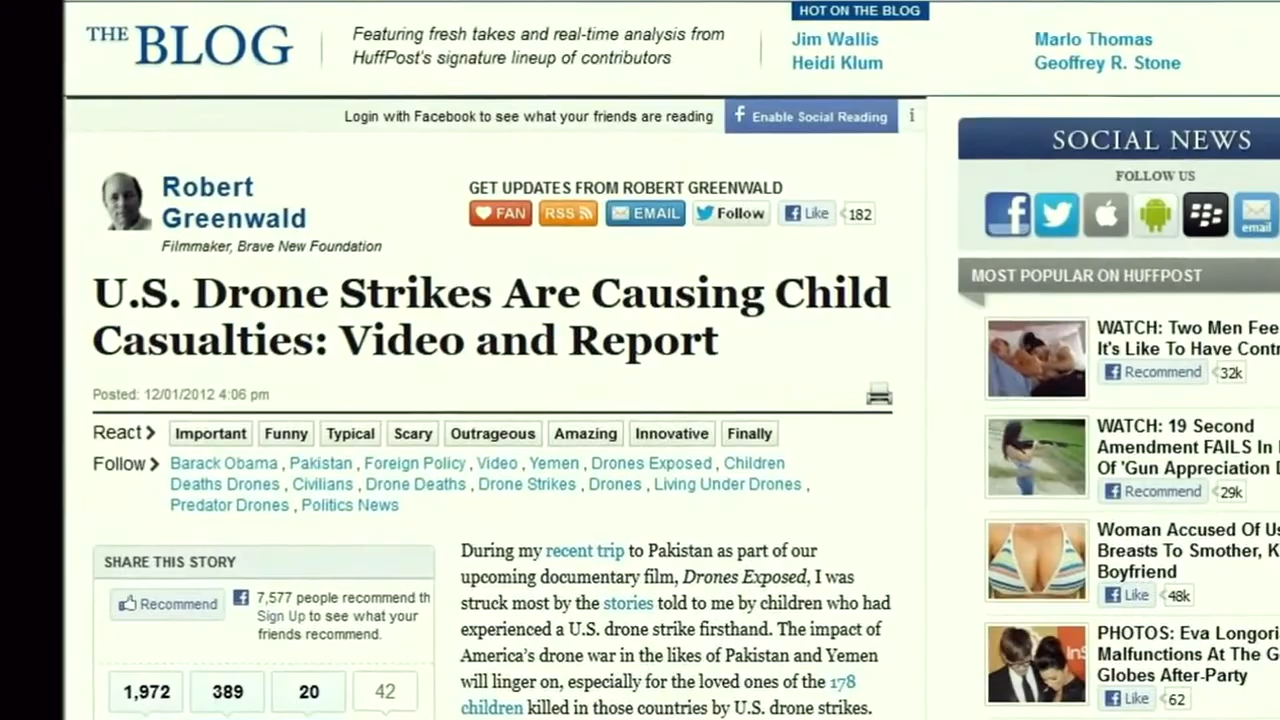 THE BLOG
Featuring fresh takes and real-time analysis from
HuffPost's signature lineup of contributors
HOT ON THE BLOG
Jim Wallis
Heidi Klum
Marlo Thomas
Geoffrey R. Stone
Login with Facebook to see what your friends are reading
f Enable Social Reading
i
Robert
Greenwald
Filmmaker, Brave New Foundation
GET UPDATES FROM ROBERT GREENWALD
FAN RSS EMAIL Follow Like 182
U.S. Drone Strikes Are Causing Child
Casualties: Video and Report
Posted: 12/01/2012 4:06 pm
React Important Funny Typical Scary Outrageous Amazing Innovative Finally
Follow Barack Obama , Pakistan , Foreign Policy , Video , Yemen , Drones Exposed , Children
Deaths Drones , Civilians , Drone Deaths , Drone Strikes , Drones , Living Under Drones ,
Predator Drones , Politics News
SHARE THIS STORY
Recommend
7,577 people recommend th
Sign Up to see what your
friends recommend.
1,972 389 20 42
During my recent trip to Pakistan as part of our
upcoming documentary film, Drones Exposed, I was
struck most by the stories told to me by children who had
experienced a U.S. drone strike firsthand. The impact of
America's drone war in the likes of Pakistan and Yemen
will linger on, especially for the loved ones of the 178
children killed in those countries by U.S. drone strikes.
SOCIAL NEWS
FOLLOW US
email
MOST POPULAR ON HUFFPOST
WATCH: Two Men Fee
It's Like To Have Contr
Recommend 32k
WATCH: 19 Second
Amendment FAILS In
Of 'Gun Appreciation
Recommend 29k
Woman Accused Of Us
Breasts To Smother,
Boyfriend
Like 48k
PHOTOS: Eva Longori
Malfunctions At The G
Globes After-Party
Like 62